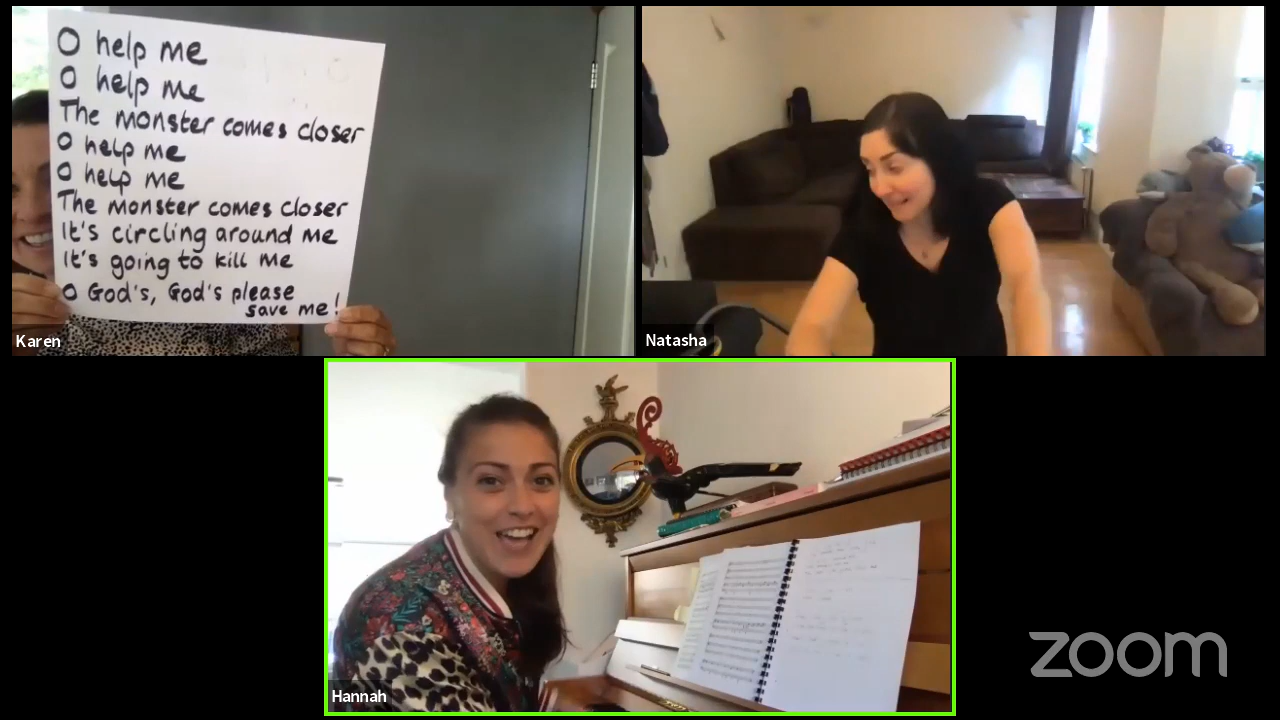 O help me
O help me
The monster comes closer
O help me
O help me
The monster comes closer
It's circling around me
It's going to kill me
O God's, God's please
save me!
Karen
Natasha
Hannah
zoom